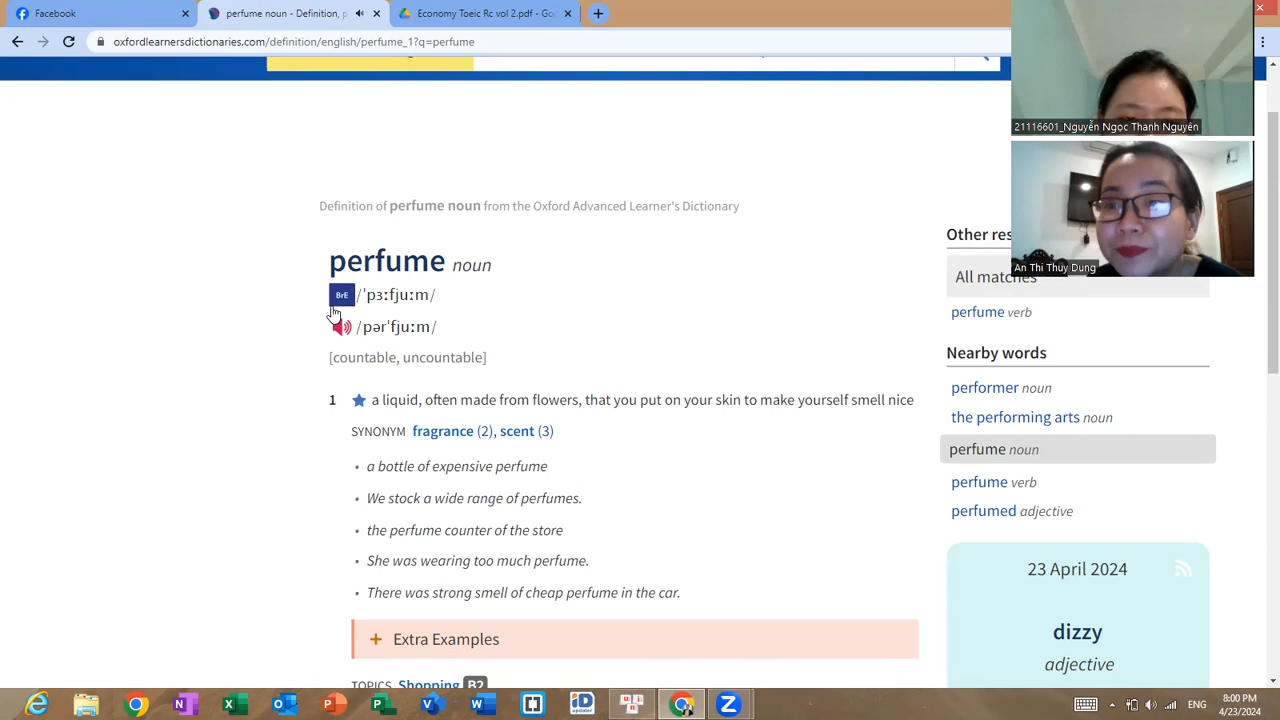 Facebook
perfume noun - Definition, p
Economy Toeic Rc vol 2.pdf - Goo
oxfordlearnersdictionaries.com/definition/english/perfume_1?q=perfume
21116601_Nguyễn Ngọc Thanh Nguyên
An Thi Thuy Dung
Definition of perfume noun from the Oxford Advanced Learner's Dictionary
perfume noun
BrE /ˈpɜːfjuːm/
/pərˈfjuːm/
[countable, uncountable]
1 a liquid, often made from flowers, that you put on your skin to make yourself smell nice
SYNONYM fragrance (2), scent (3)
• a bottle of expensive perfume
• We stock a wide range of perfumes.
• the perfume counter of the store
• She was wearing too much perfume.
• There was strong smell of cheap perfume in the car.
+ Extra Examples
TOPICS Shopping B2
Other res
All matches
perfume verb
Nearby words
performer noun
the performing arts noun
perfume noun
perfume verb
perfumed adjective
23 April 2024
dizzy
adjective
ENG
8:00 PM
4/23/2024